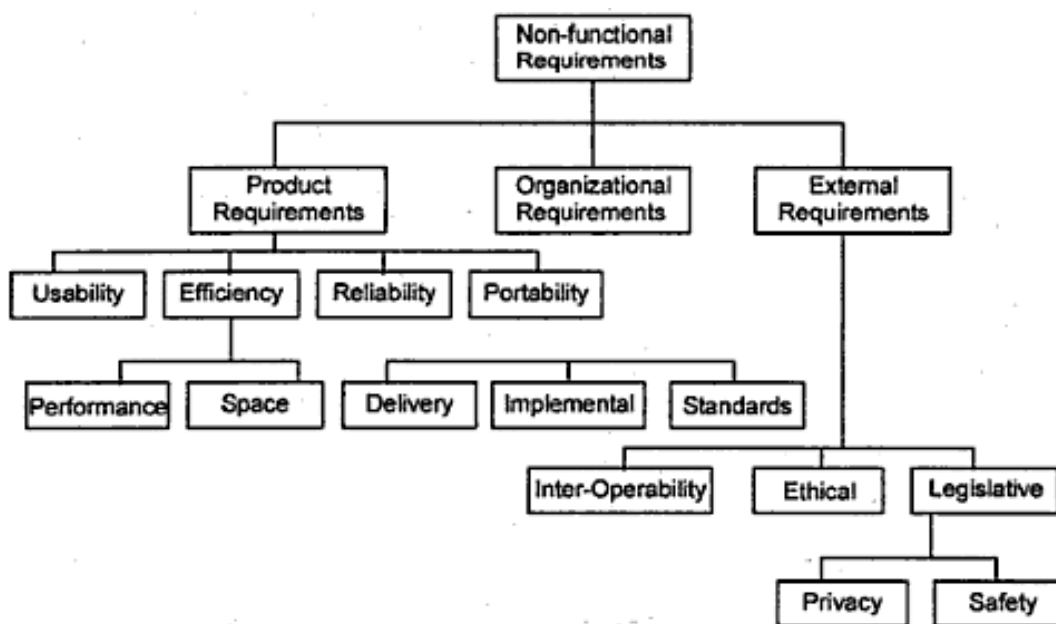 Non-functional
Requirements
Product
Requirements
Organizational
Requirements
External
Requirements
Usability
Efficiency
Reliability
Portability
Performance
Space
Delivery
Implemental
Standards
Inter-Operability
Ethical
Legislative
Privacy
Safety